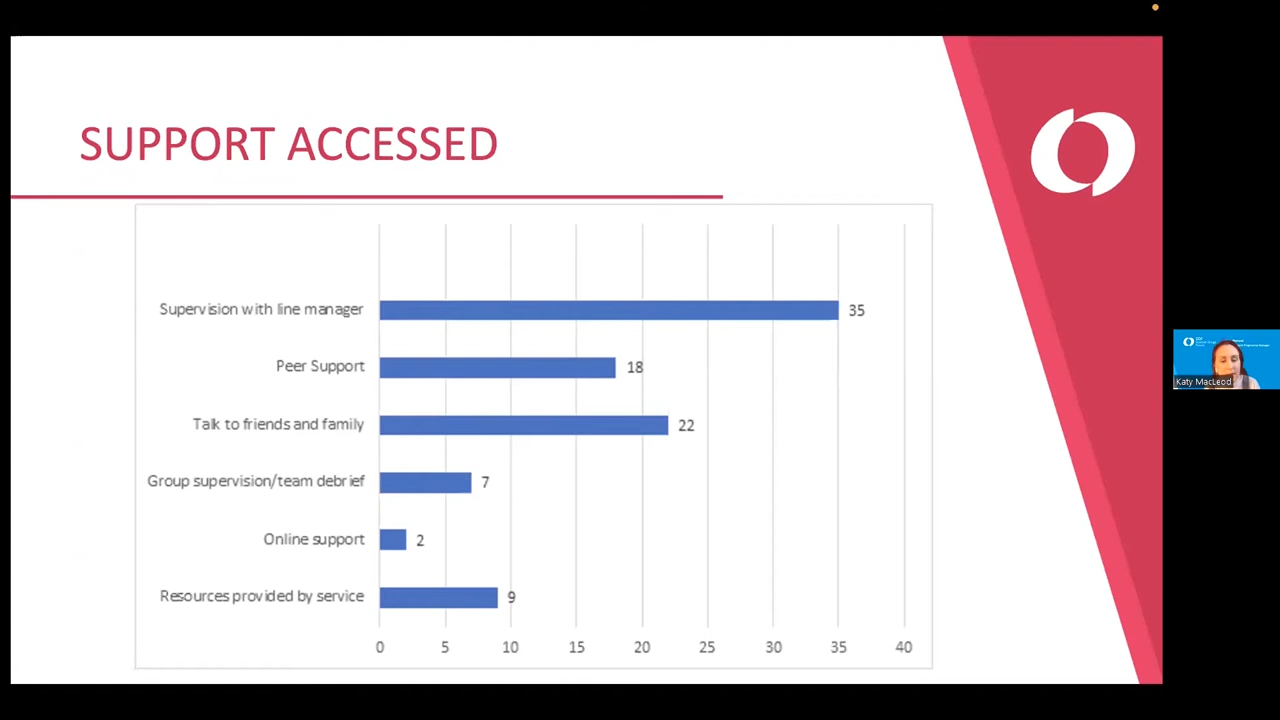 SUPPORT ACCESSED
Supervision with line manager
35
Peer Support
18
Talk to friends and family
22
Group supervision/team debrief
7
Online support
2
Resources provided by service
9
0 5 10 15 20 25 30 35 40
Katy MacLeod